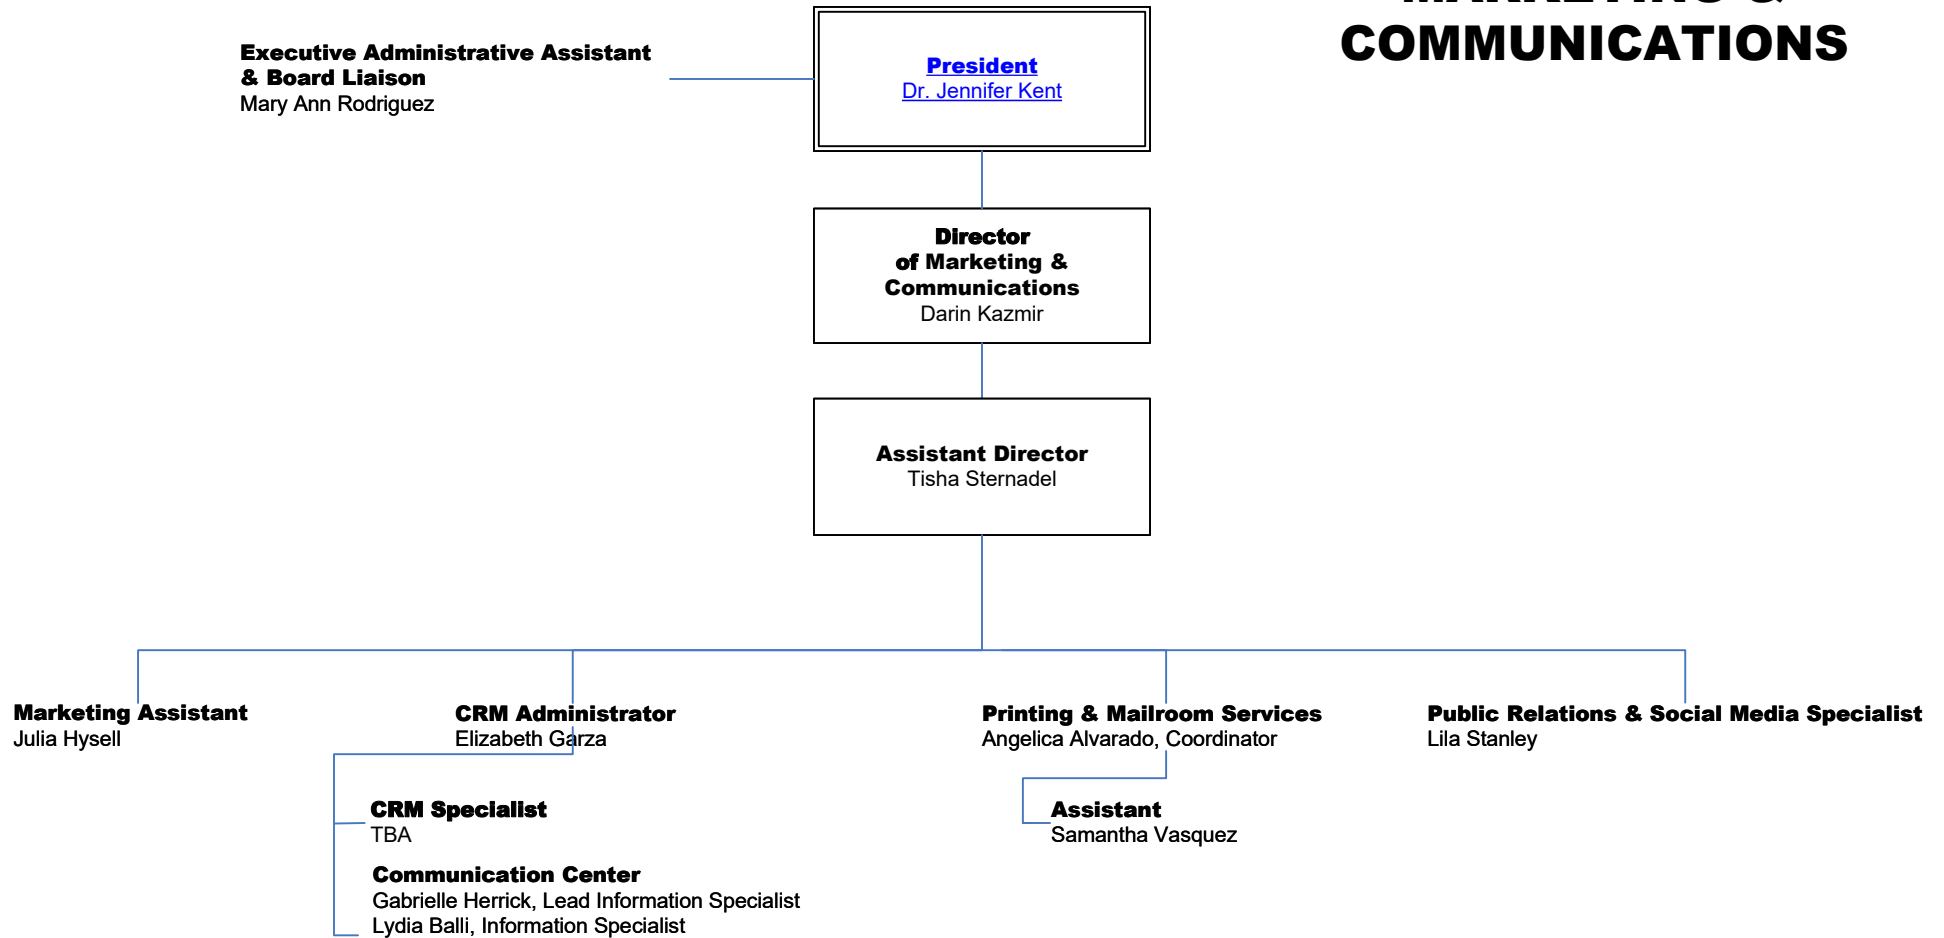 MARKETING &
COMMUNICATIONS
Executive Administrative Assistant
& Board Liaison
Mary Ann Rodriguez
President
Dr. Jennifer Kent
Director
of Marketing &
Communications
Darin Kazmir
Assistant Director
Tisha Sternadel
Marketing Assistant
Julia Hysell
CRM Administrator
Elizabeth Garza
CRM Specialist
TBA
Communication Center
Gabrielle Herrick, Lead Information Specialist
Lydia Balli, Information Specialist
Printing & Mailroom Services
Angelica Alvarado, Coordinator
Assistant
Samantha Vasquez
Public Relations & Social Media Specialist
Lila Stanley